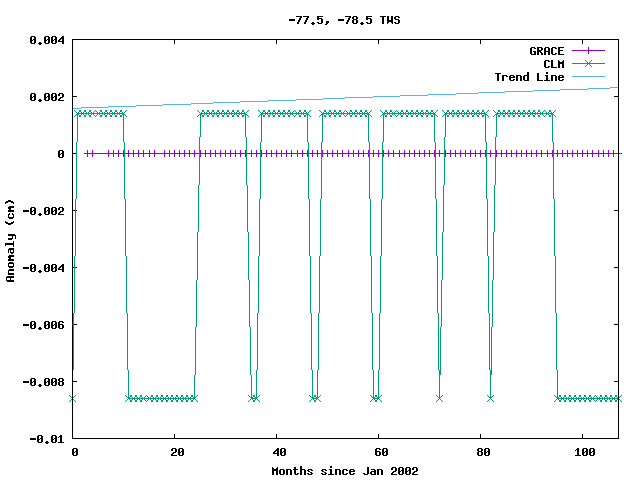 -77.5, -78.5 TWS
0.004
GRACE
CLM
Trend Line
0.002
0
-0.002
-0.004
-0.006
-0.008
-0.01
Anomaly (cm)
0 20 40 60 80 100
Months since Jan 2002